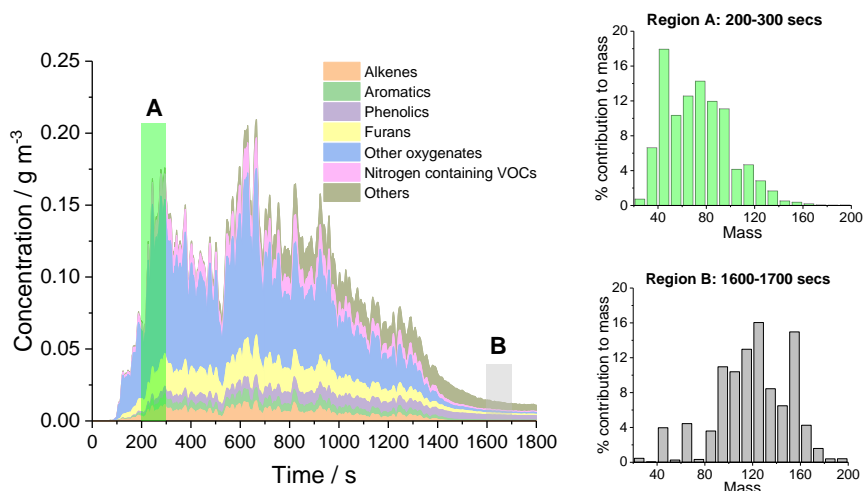 Concentration / g m-3
0.25
0.20
0.15
0.10
0.05
0.00
0 200 400 600 800 1000 1200 1400 1600 1800
Time / s
A
B
Alkenes
Aromatics
Phenolics
Furans
Other oxygenates
Nitrogen containing VOCs
Others
Region A: 200-300 secs
% contribution to mass
20
16
12
8
4
0
40 80 120 160 200
Mass
Region B: 1600-1700 secs
% contribution to mass
20
16
12
8
4
0
40 80 120 160 200
Mass